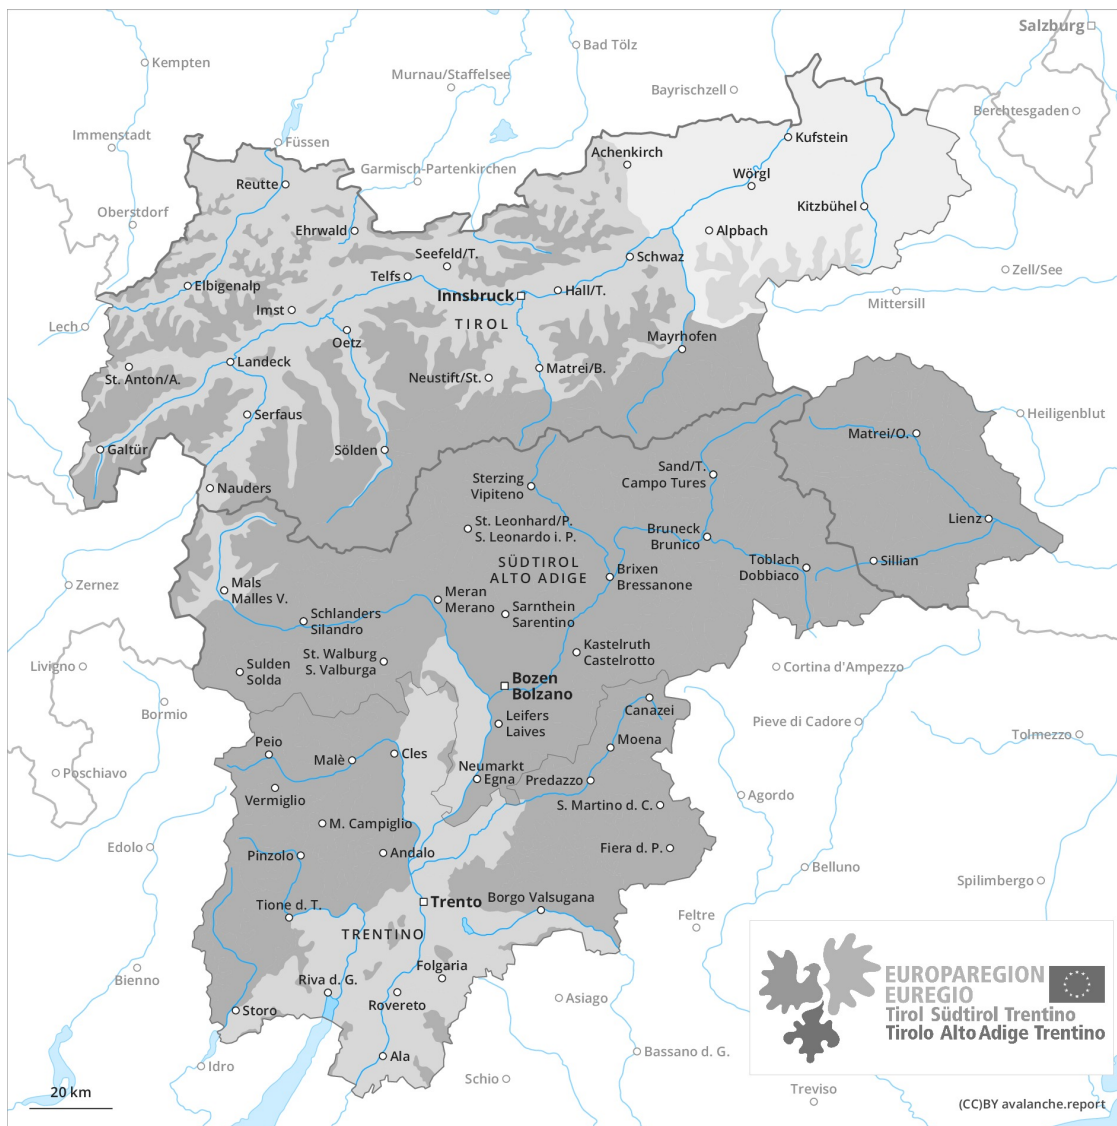 Salzburg
Bad Tölz
Kempten
Murnau/Staffelsee
Bayrischzell
Berchtesgaden
Immenstadt
Füssen
Kufstein
Achenkirch
Garmisch-Partenkirchen
Wörgl
Reutte
Kitzbühel
Oberstdorf
Ehrwald
Alpbach
Seefeld/T.
Schwaz
Zell/See
Telfs
Elbigenalp
Hall/T.
Innsbruck
Mittersill
Imst
TIROL
Lech
Mayrhofen
Oetz
Landeck
Matrei/B.
St. Anton/A.
Neustift/St.
Serfaus
Heiligenblut
Matrei/O.
Galtür
Sölden
Sand/T.
Campo Tures
Sterzing
Vipiteno
Nauders
Lienz
St. Leonhard/P.
S. Leonardo i. P.
Bruneck
Brunico
SÜDTIROL
ALTO ADIGE
Toblach
Dobbiaco
Sillian
Brixen
Bressanone
Zernez
Mals
Malles V.
Meran
Merano
Schlanders
Silandro
Sarnthein
Sarentino
Kastelruth
Castelrotto
St. Walburg
S. Valburga
Livigno
Sulden
Solda
Cortina d'Ampezzo
Bozen
Bolzano
Bormio
Canazei
Leifers
Laives
Pieve di Cadore
Tolmezzo
Peio
Moena
Cles
Malè
Poschiavo
Neumarkt
Egna
Predazzo
Vermiglio
S. Martino d. C.
Agordo
M. Campiglio
Edolo
Pinzolo
Andalo
Fiera d. P.
Belluno
Spilimbergo
Tione d. T.
Trento
Borgo Valsugana
Feltre
TRENTINO
Folgaria
Bienno
Riva d. G.
Rovereto
Asiago
Storo
EUROPAREGION
EUREGIO
Tirol Südtirol Trentino
Tirolo Alto Adige Trentino
Ala
Bassano d. G.
Idro
Schio
Treviso
20 km
(CC)BY avalanche.report